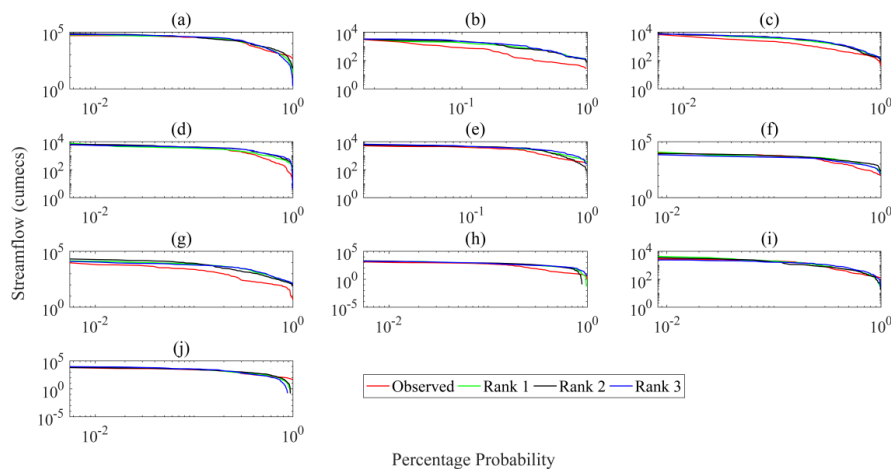 (a) (b) (c)
10^5 10^4 10^4
10^2 10^2
10^0 10^0 10^0
10^-2 10^0 10^-1 10^0 10^-2 10^0
(d) (e) (f)
10^4 10^4 10^5
10^2 10^2
10^0 10^0 10^0
10^-2 10^0 10^-1 10^0 10^-2 10^0
Streamflow (cumecs)
(g) (h) (i)
10^5 10^5 10^4
10^0 10^2
10^0 10^-5 10^0
10^-2 10^0 10^-2 10^0 10^-2 10^0
(j)
10^5
10^0
10^-5
10^-2 10^0
Observed Rank 1 Rank 2 Rank 3
Percentage Probability